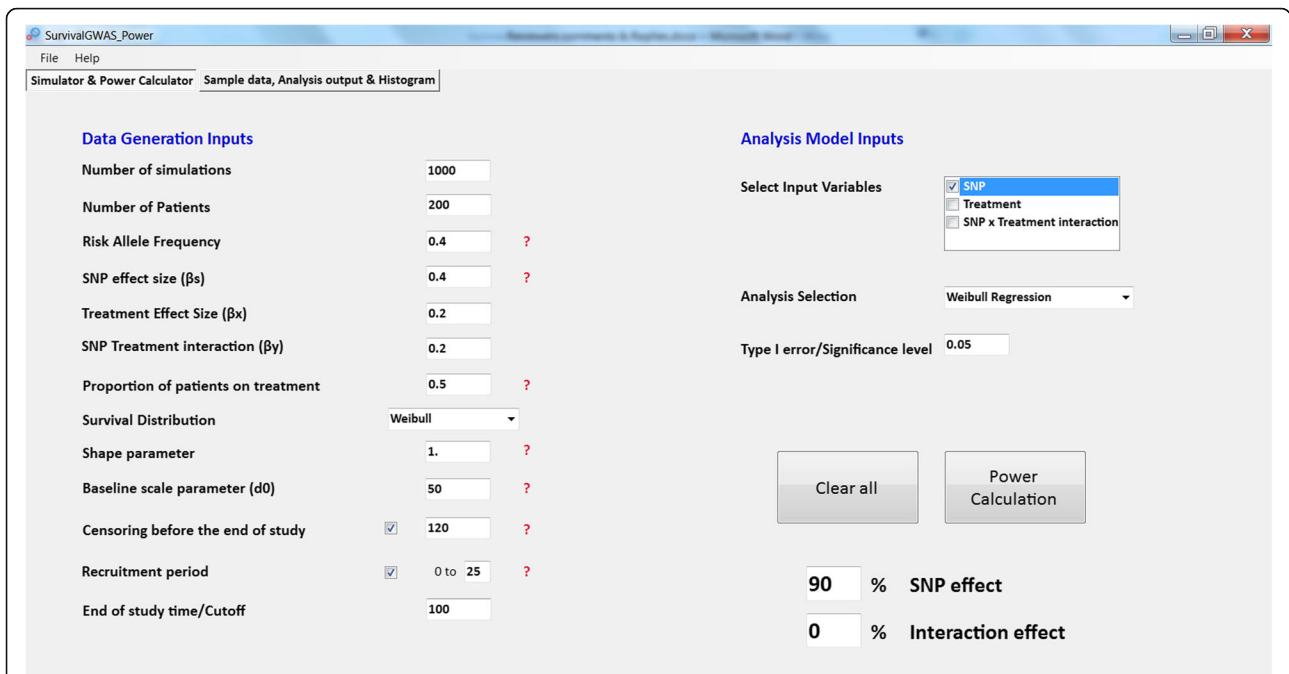 SurvivalGWAS_Power
File Help
Simulator & Power Calculator Sample data, Analysis output & Histogram
Data Generation Inputs
Number of simulations 1000
Number of Patients 200
Risk Allele Frequency 0.4 ?
SNP effect size (βs) 0.4 ?
Treatment Effect Size (βx) 0.2
SNP Treatment interaction (βy) 0.2
Proportion of patients on treatment 0.5 ?
Survival Distribution Weibull
Shape parameter 1. ?
Baseline scale parameter (d0) 50 ?
Censoring before the end of study 120 ?
Recruitment period 0 to 25 ?
End of study time/Cutoff 100
Analysis Model Inputs
Select Input Variables
SNP
Treatment
SNP x Treatment interaction
Analysis Selection Weibull Regression
Type I error/Significance level 0.05
Clear all
Power
Calculation
90 % SNP effect
0 % Interaction effect